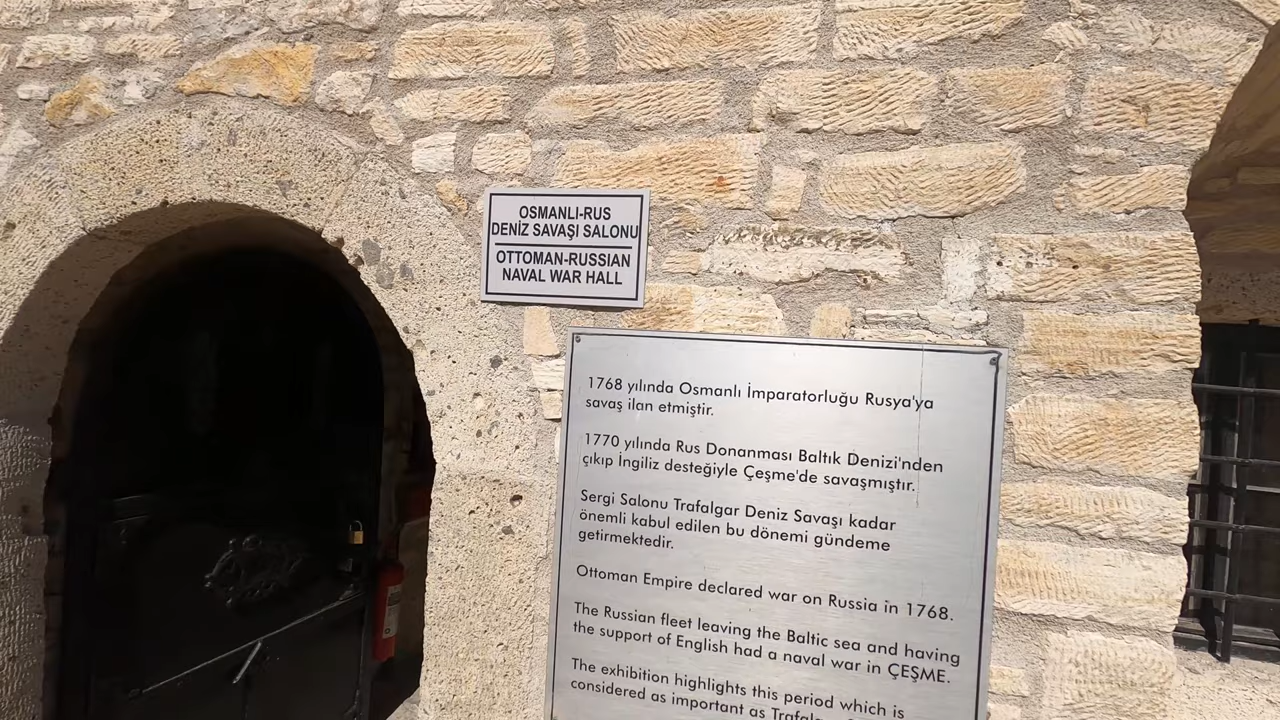 OSMANLI-RUS
DENİZ SAVAŞI SALONU
OTTOMAN-RUSSIAN
NAVAL WAR HALL
1768 yılında Osmanlı İmparatorluğu Rusya'ya
savaş ilan etmiştir.
1770 yılında Rus Donanması Baltık Denizi'nden
çıkıp İngiliz desteğiyle Çeşme'de savaşmıştır.
Sergi Salonu Trafalgar Deniz Savaşı kadar
önemli kabul edilen bu dönemi gündeme
getirmektedir.
Ottoman Empire declared war on Russia in 1768.
The Russian fleet leaving the Baltic sea and having
the support of English had a naval war in ÇEŞME.
The exhibition highlights this period which is
considered as important as